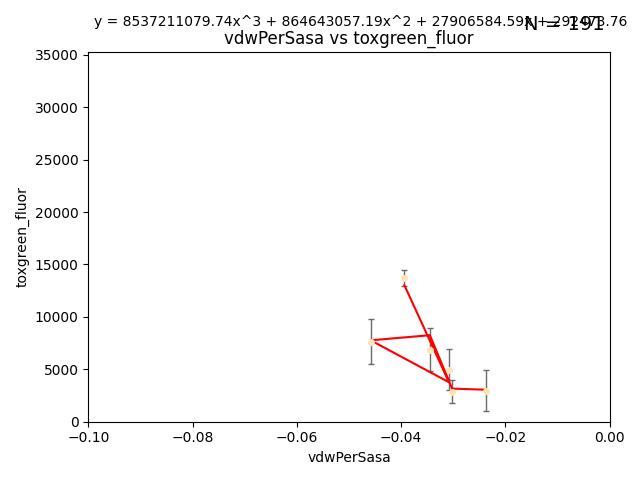 y = 8537211079.74x^3 + 864643057.19x^2 + 27906584.59x + 292473.76
N = 191
vdwPerSasa vs toxgreen_fluor
35000
30000
25000
20000
15000
10000
5000
0
toxgreen_fluor
−0.10 −0.08 −0.06 −0.04 −0.02 0.00
vdwPerSasa